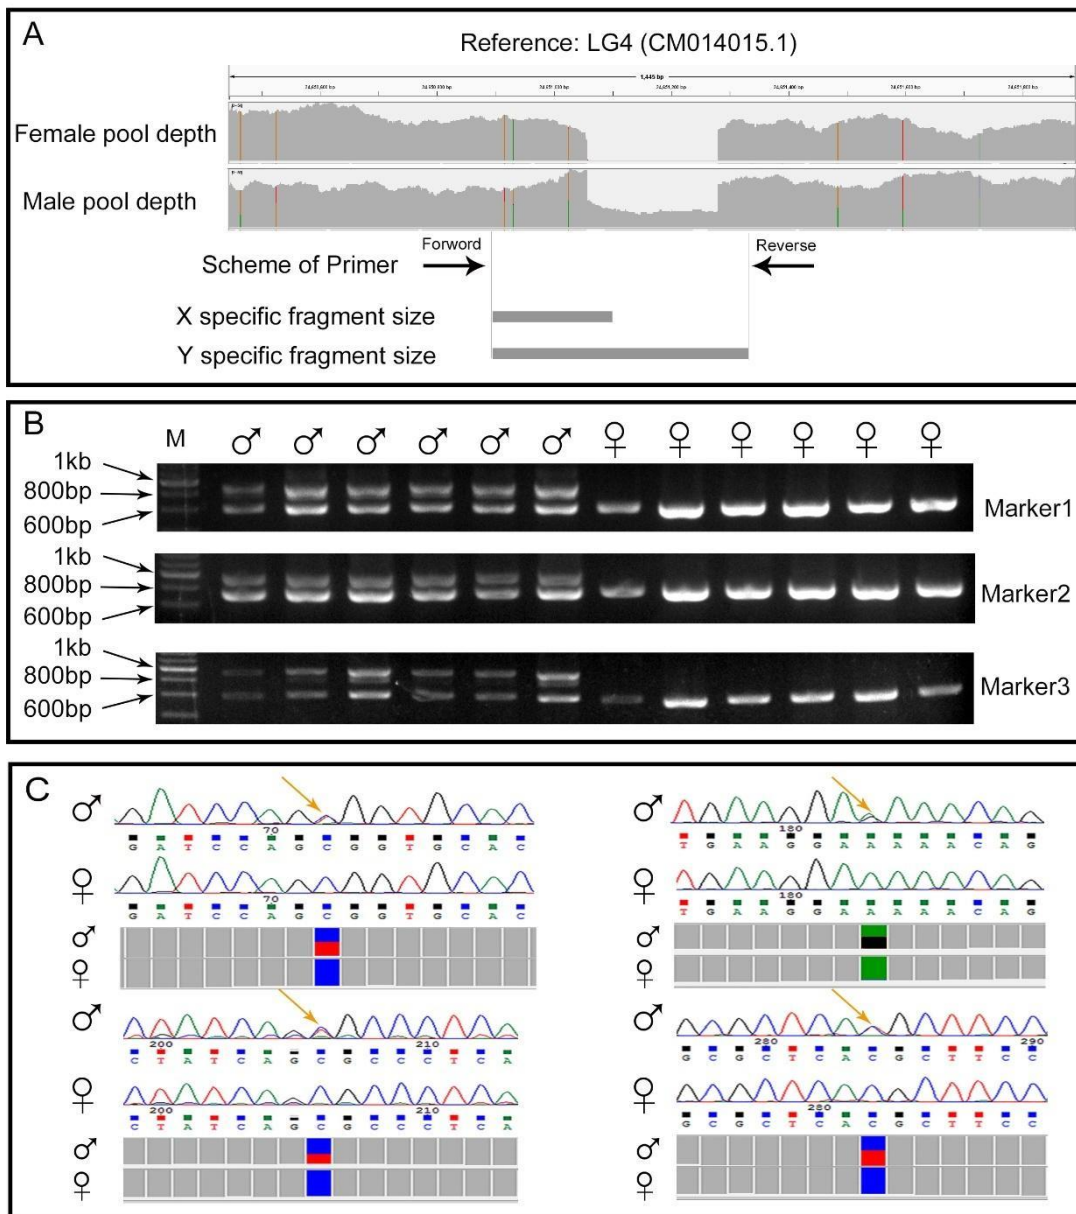 A
Reference: LG4 (CM014015.1)
1,445 bp
Female pool depth
Male pool depth
Scheme of Primer
Forword
Reverse
X specific fragment size
Y specific fragment size
B
M ♂ ♂ ♂ ♂ ♂ ♂ ♀ ♀ ♀ ♀ ♀ ♀
1kb
800bp
600bp
Marker1
1kb
800bp
600bp
Marker2
1kb
800bp
600bp
Marker3
C
♂
70
G A T C C A G C G G T G C A C
♀
70
G A T C C A G C G G T G C A C
♂
♀
♂
180
T G A A G G A A A A A C A G
♀
180
T G A A G G A A A A A C A G
♂
♀
♂
200 210
C T A T C A G C G C C C T C A
♀
200 210
C T A T C A G C G C C C T C A
♂
♀
♂
280 290
G C G C T C A C G C T T C C
♀
280
G C G C T C A C G C T T C C
♂
♀